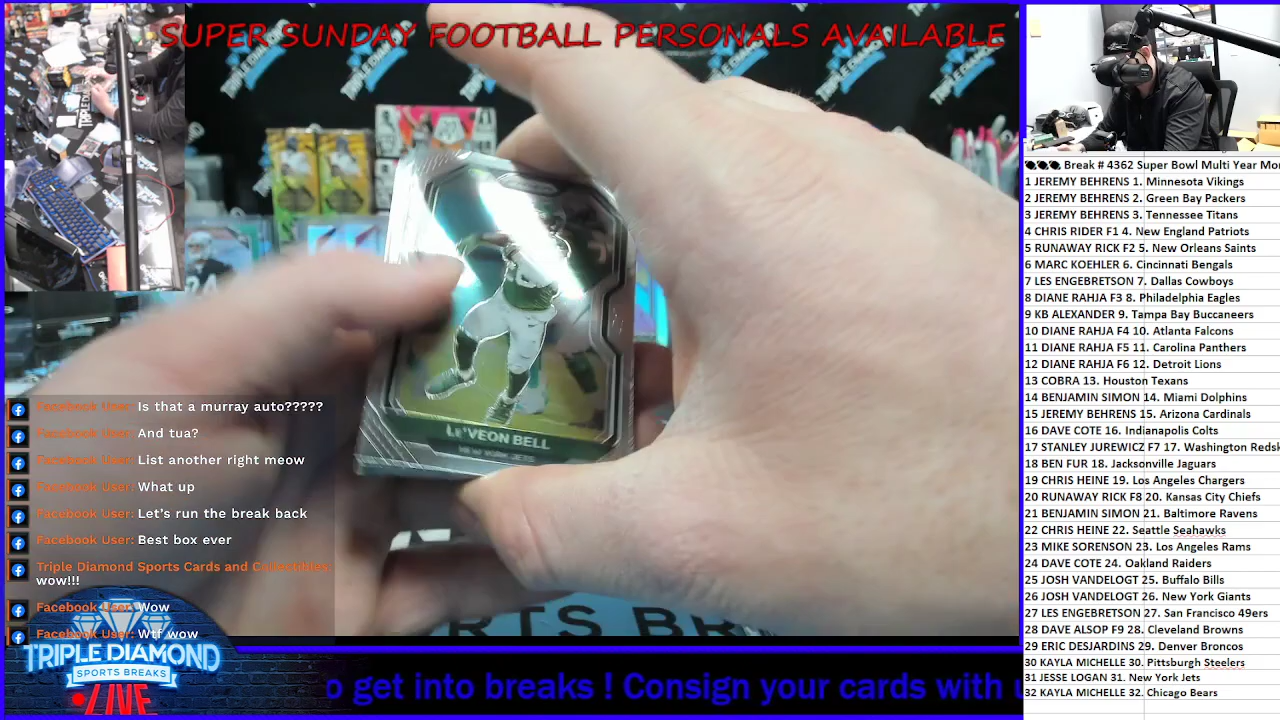 SUPER SUNDAY FOOTBALL PERSONALS AVAILABLE
LE'VEON BELL
NEW YORK JETS
Facebook User: Is that a murray auto?????
Facebook User: And tua?
Facebook User: List another right meow
Facebook User: What up
Facebook User: Let's run the break back
Facebook User: Best box ever
Triple Diamond Sports Cards and Collectibles:
wow!!!
Facebook User: Wow
Facebook User: Wtf wow
TRIPLE DIAMOND
SPORTS BREAKS
LIVE
o get into breaks ! Consign your cards with u
Break # 4362 Super Bowl Multi Year Mo
1 JEREMY BEHRENS 1. Minnesota Vikings
2 JEREMY BEHRENS 2. Green Bay Packers
3 JEREMY BEHRENS 3. Tennessee Titans
4 CHRIS RIDER F1 4. New England Patriots
5 RUNAWAY RICK F2 5. New Orleans Saints
6 MARC KOEHLER 6. Cincinnati Bengals
7 LES ENGEBRETSON 7. Dallas Cowboys
8 DIANE RAHJA F3 8. Philadelphia Eagles
9 KB ALEXANDER 9. Tampa Bay Buccaneers
10 DIANE RAHJA F4 10. Atlanta Falcons
11 DIANE RAHJA F5 11. Carolina Panthers
12 DIANE RAHJA F6 12. Detroit Lions
13 COBRA 13. Houston Texans
14 BENJAMIN SIMON 14. Miami Dolphins
15 JEREMY BEHRENS 15. Arizona Cardinals
16 DAVE COTE 16. Indianapolis Colts
17 STANLEY JUREWICZ F7 17. Washington Redsk
18 BEN FUR 18. Jacksonville Jaguars
19 CHRIS HEINE 19. Los Angeles Chargers
20 RUNAWAY RICK F8 20. Kansas City Chiefs
21 BENJAMIN SIMON 21. Baltimore Ravens
22 CHRIS HEINE 22. Seattle Seahawks
23 MIKE SORENSON 23. Los Angeles Rams
24 DAVE COTE 24. Oakland Raiders
25 JOSH VANDELOGT 25. Buffalo Bills
26 JOSH VANDELOGT 26. New York Giants
27 LES ENGEBRETSON 27. San Francisco 49ers
28 DAVE ALSOP F9 28. Cleveland Browns
29 ERIC DELEON 29. Denver Broncos
30 KAYLA MICHELLE 30. Pittsburgh Steelers
31 JESSE LOGAN 31. New York Jets
32 KAYLA MICHELLE 32. Chicago Bears